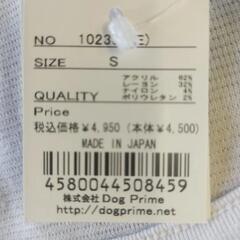 NO 1023
SIZE S
アクリル 62%
レーヨン 32%
ナイロン 4%
QUALITY ポリウレタン 2%
Price
税込価格￥4,950 (本体￥4,500)
MADE IN JAPAN
4580044508459
株式会社 Dog Prime
http://dogprime.net